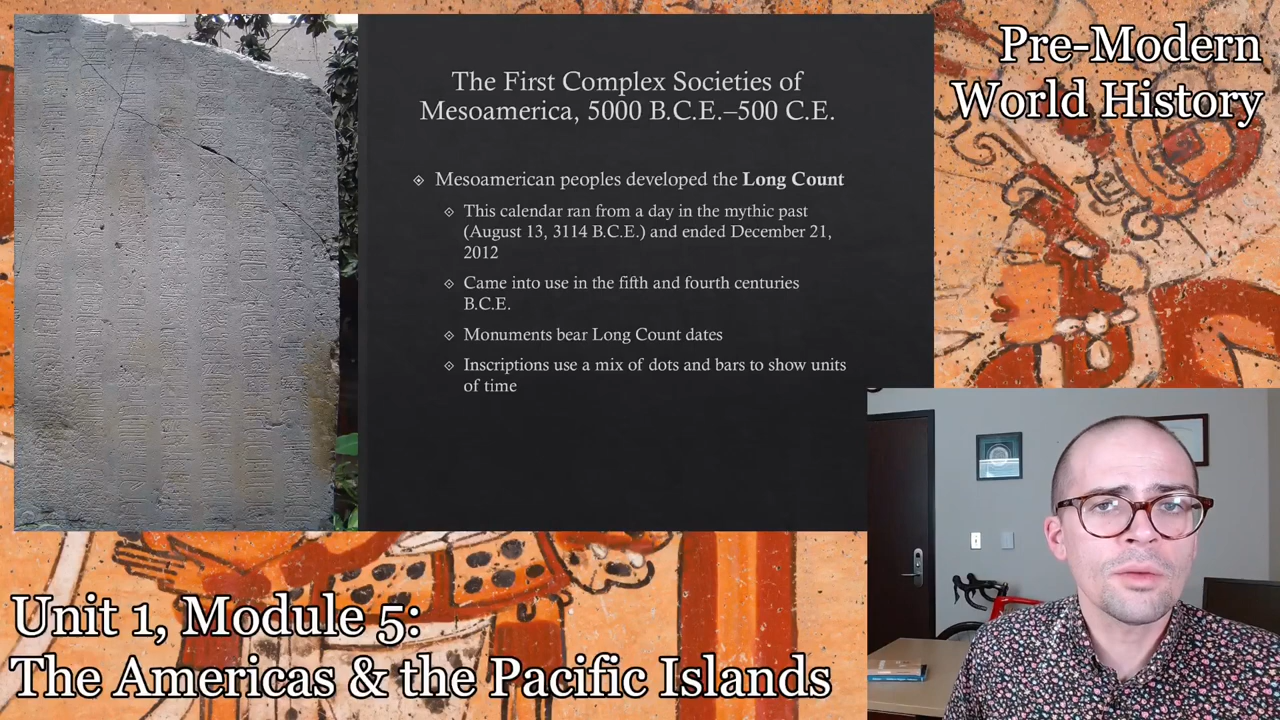 Pre-Modern
World History
The First Complex Societies of
Mesoamerica, 5000 B.C.E.–500 C.E.
Mesoamerican peoples developed the Long Count
This calendar ran from a day in the mythic past
(August 13, 3114 B.C.E.) and ended December 21,
2012
Came into use in the fifth and fourth centuries
B.C.E.
Monuments bear Long Count dates
Inscriptions use a mix of dots and bars to show units
of time
Unit 1, Module 5:
The Americas & the Pacific Islands